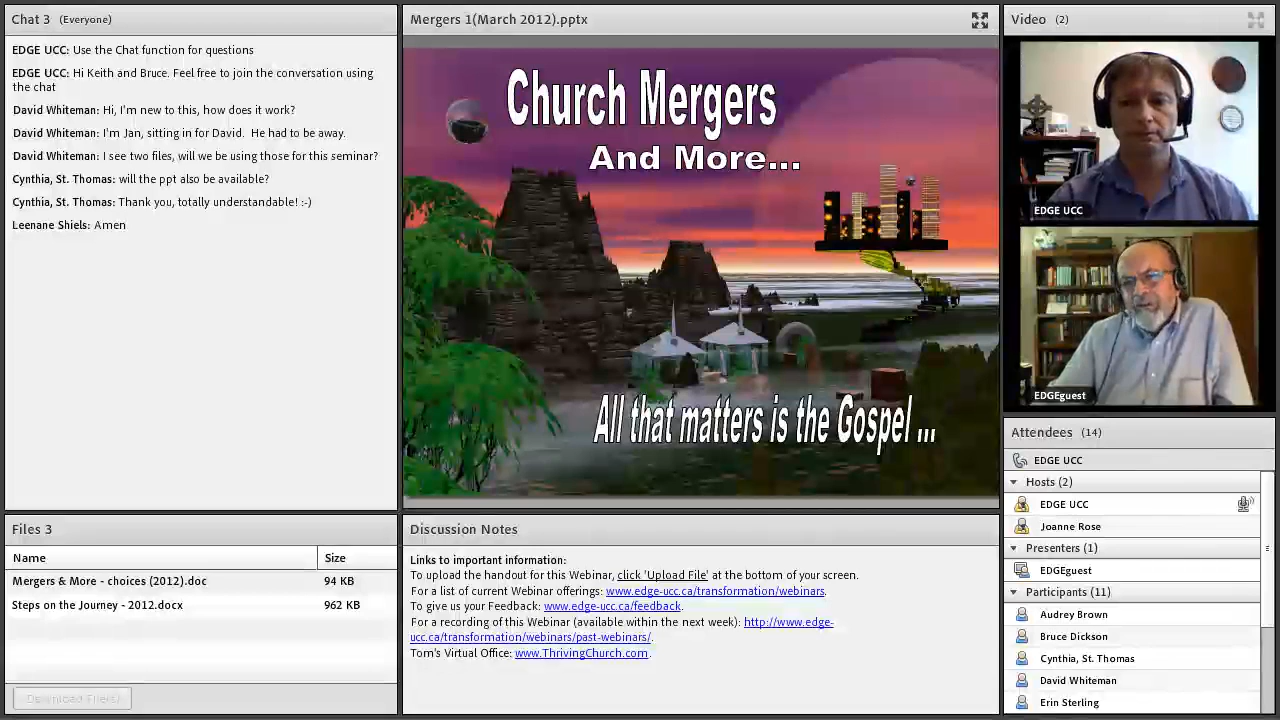 Chat 3 (Everyone)
EDGE UCC: Use the Chat function for questions
EDGE UCC: Hi Keith and Bruce. Feel free to join the conversation using
the chat
David Whiteman: Hi, I'm new to this, how does it work?
David Whiteman: I'm Jan, sitting in for David.  He had to be away.
David Whiteman: I see two files, will we be using those for this seminar?
Cynthia, St. Thomas: will the ppt also be available?
Cynthia, St. Thomas: Thank you, totally understandable! :-)
Leenane Shiels: Amen
Files 3
Name Size
Mergers & More - choices (2012).doc 94 KB
Steps on the Journey - 2012.docx 962 KB
Download File(s)
Mergers 1(March 2012).pptx
Church Mergers
And More...
All that matters is the Gospel ...
Discussion Notes
Links to important information:
To upload the handout for this Webinar, click 'Upload File' at the bottom of your screen.
For a list of current Webinar offerings: www.edge-ucc.ca/transformation/webinars.
To give us your Feedback: www.edge-ucc.ca/feedback.
For a recording of this Webinar (available within the next week): http://www.edge-
ucc.ca/transformation/webinars/past-webinars/.
Tom's Virtual Office: www.ThrivingChurch.com.
Video (2)
EDGE UCC
EDGEguest
Attendees (14)
EDGE UCC
Hosts (2)
EDGE UCC
Joanne Rose
Presenters (1)
EDGEguest
Participants (11)
Audrey Brown
Bruce Dickson
Cynthia, St. Thomas
David Whiteman
Erin Sterling